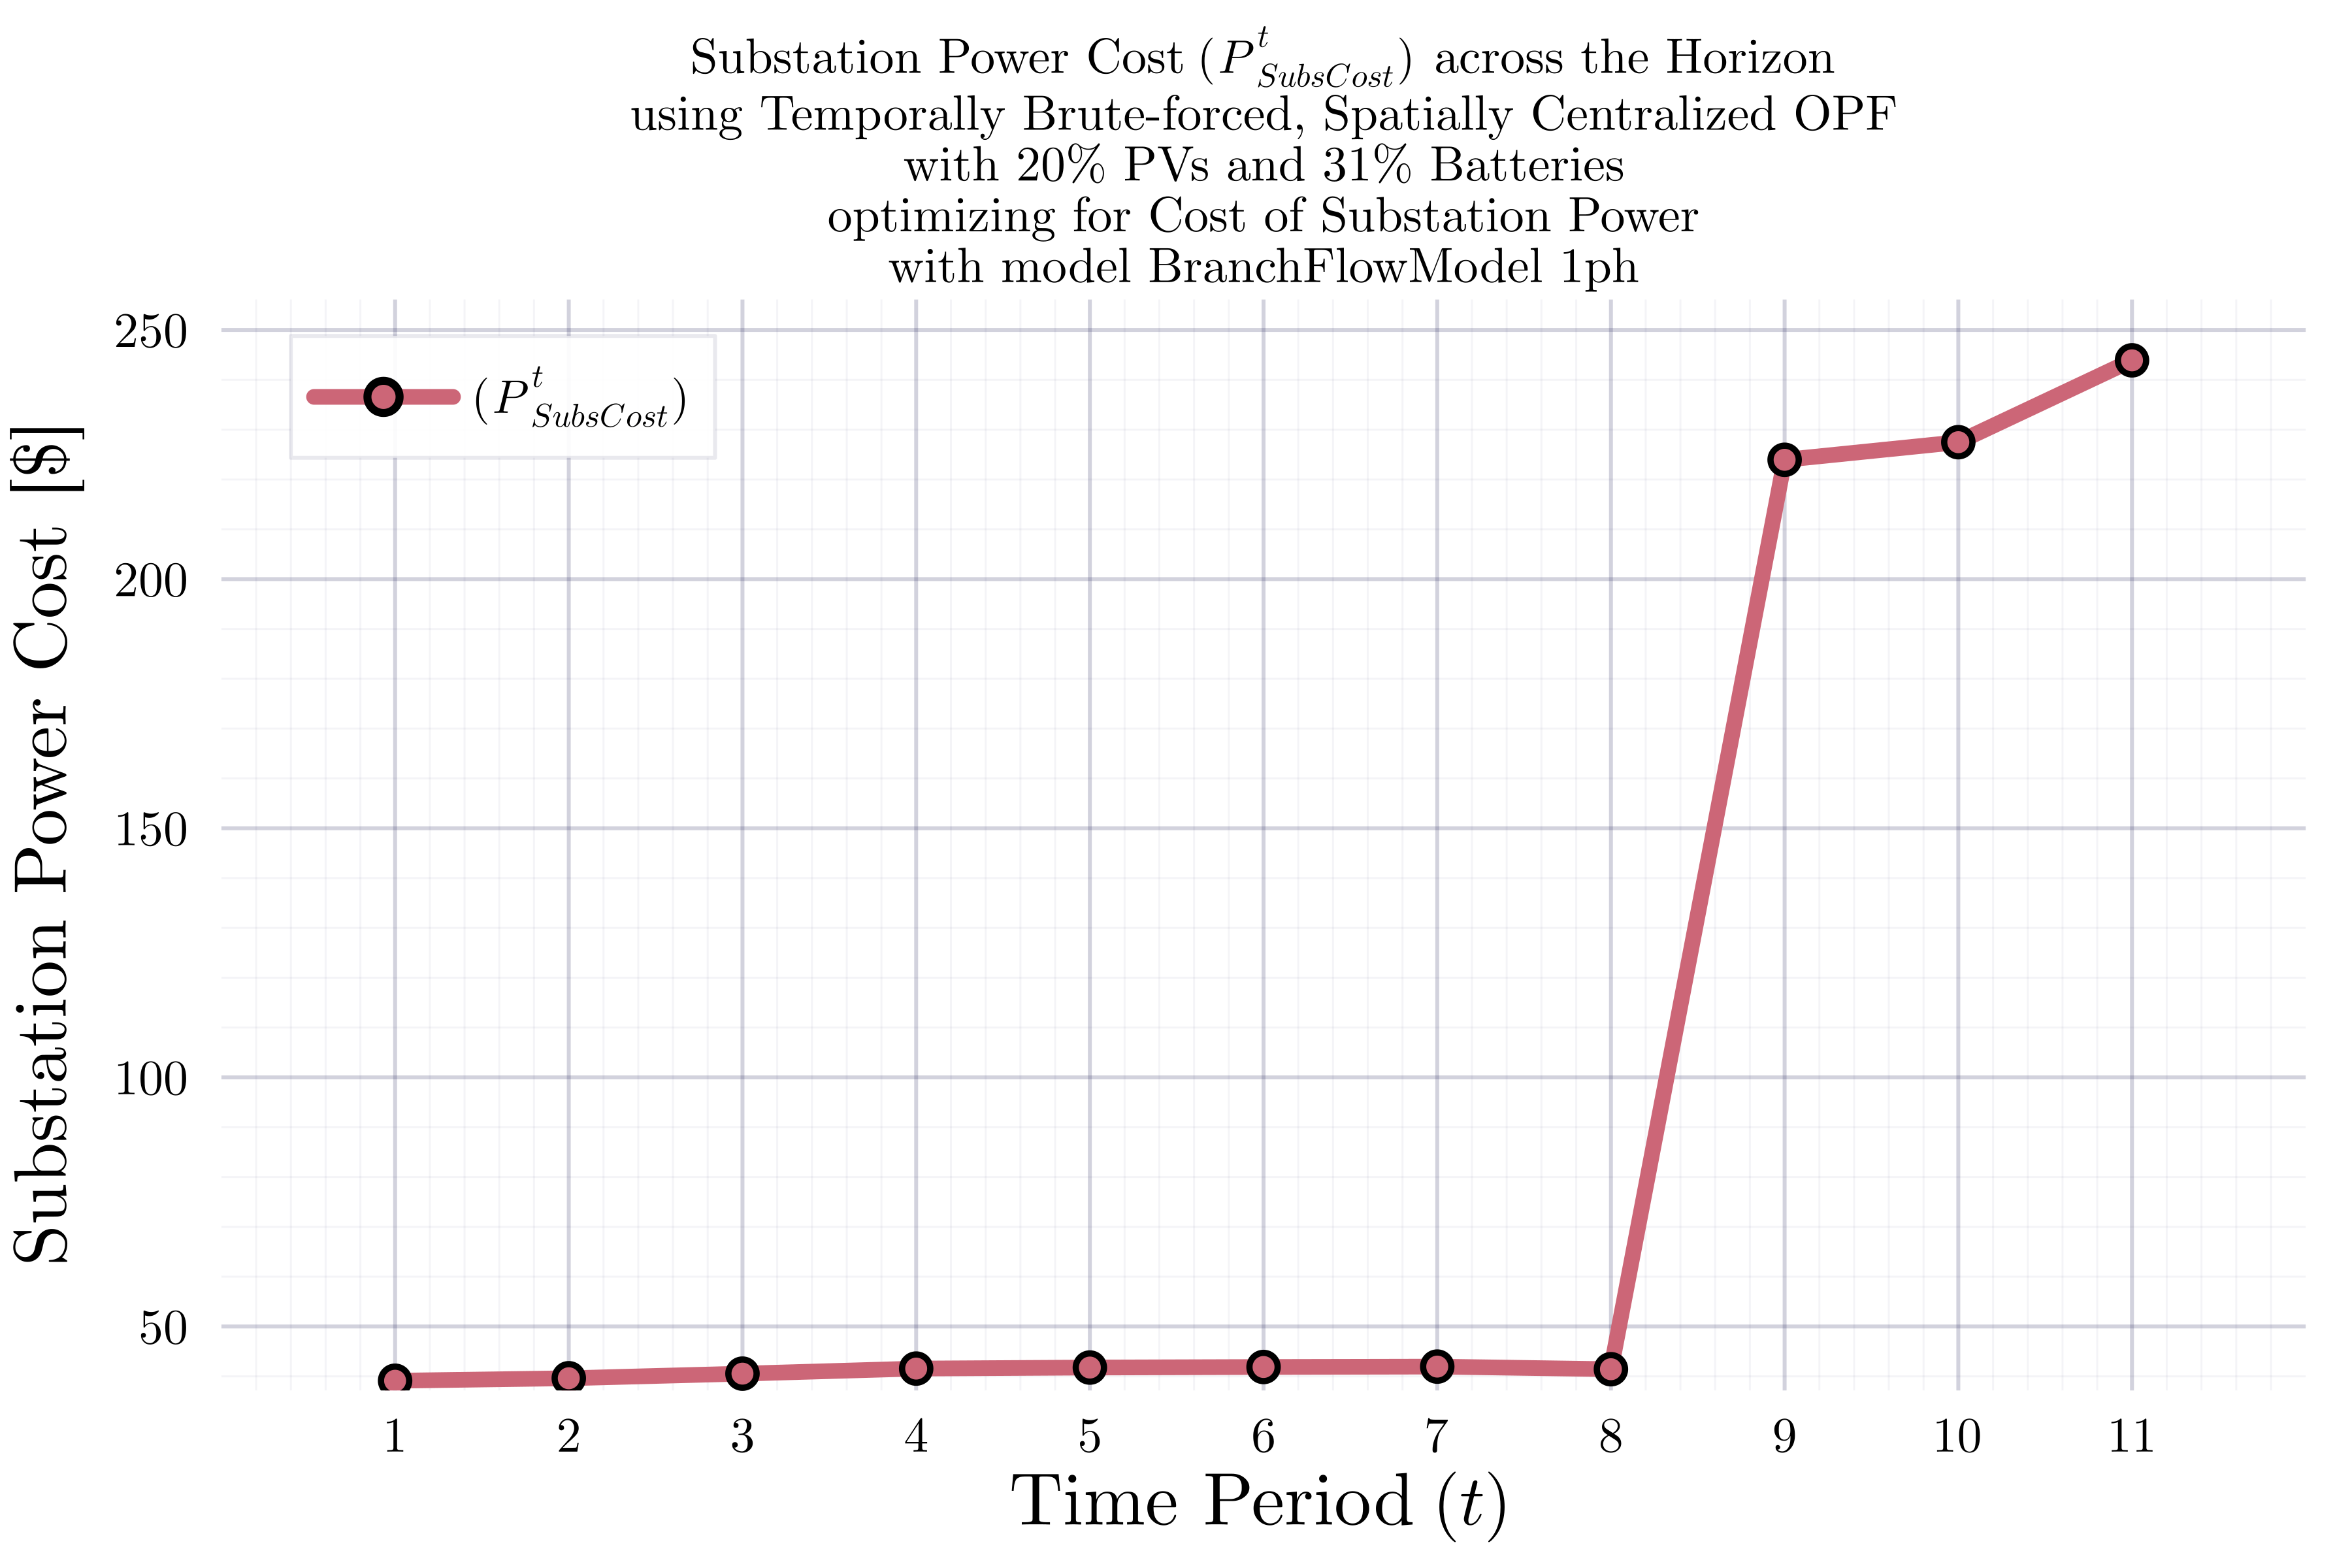 Substation Power Cost (P^t_SubsCost) across the Horizon
using Temporally Brute-forced, Spatially Centralized OPF
with 20% PVs and 31% Batteries
optimizing for Cost of Substation Power
with model BranchFlowModel 1ph
(P^t_SubsCost)
Substation Power Cost [$]
250
200
150
100
50
1 2 3 4 5 6 7 8 9 10 11
Time Period (t)